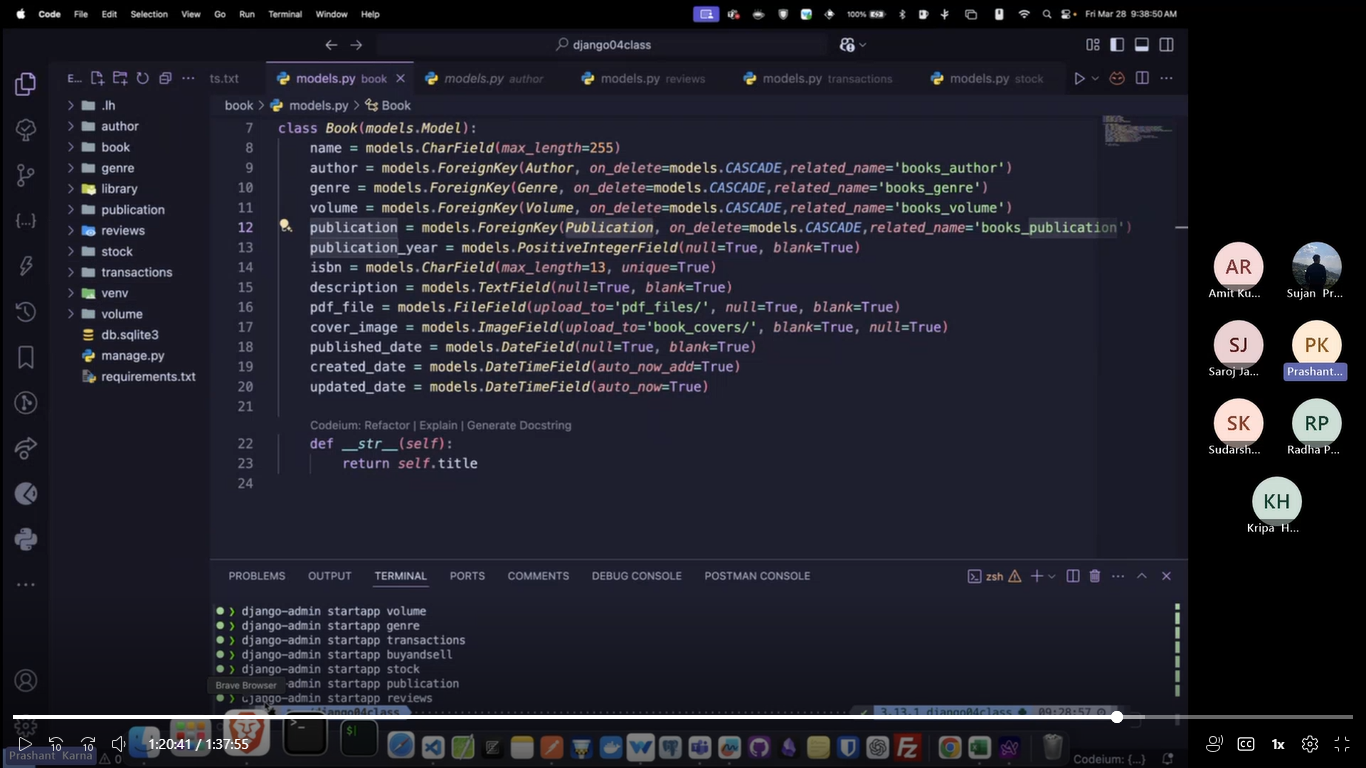 Code File Edit Selection View Go Run Terminal Window Help 100% Fri Mar 28 9:38:50 AM
django04class
E... ts.txt models.py book models.py author models.py reviews models.py transactions models.py stock
book > models.py > Book
.lh
author
book
genre
library
publication
reviews
stock
transactions
venv
volume
db.sqlite3
manage.py
requirements.txt
7 class Book(models.Model):
8 name = models.CharField(max_length=255)
9 author = models.ForeignKey(Author, on_delete=models.CASCADE,related_name='books_author')
10 genre = models.ForeignKey(Genre, on_delete=models.CASCADE,related_name='books_genre')
11 volume = models.ForeignKey(Volume, on_delete=models.CASCADE,related_name='books_volume')
12 publication = models.ForeignKey(Publication, on_delete=models.CASCADE,related_name='books_publication')
13 publication_year = models.PositiveIntegerField(null=True, blank=True)
14 isbn = models.CharField(max_length=13, unique=True)
15 description = models.TextField(null=True, blank=True)
16 pdf_file = models.FileField(upload_to='pdf_files/', null=True, blank=True)
17 cover_image = models.ImageField(upload_to='book_covers/', blank=True, null=True)
18 published_date = models.DateField(null=True, blank=True)
19 created_date = models.DateTimeField(auto_now_add=True)
20 updated_date = models.DateTimeField(auto_now=True)
21
Codeium: Refactor | Explain | Generate Docstring
22 def __str__(self):
23 return self.title
24
PROBLEMS OUTPUT TERMINAL PORTS COMMENTS DEBUG CONSOLE POSTMAN CONSOLE zsh
django-admin startapp volume
django-admin startapp genre
django-admin startapp transactions
django-admin startapp buyandsell
django-admin startapp stock
-admin startapp publication
django-admin startapp reviews
Brave Browser
django04class 3.13.1 django04class 09:28:57
10 10 1:20:41 / 1:37:55 CC 1x
Prashant Karna 0 Codeium: {...}
AR
Amit Ku... Sujan Pr...
SJ PK
Saroj Ja... Prashant...
SK RP
Sudarsh... Radha P...
KH
Kripa H...